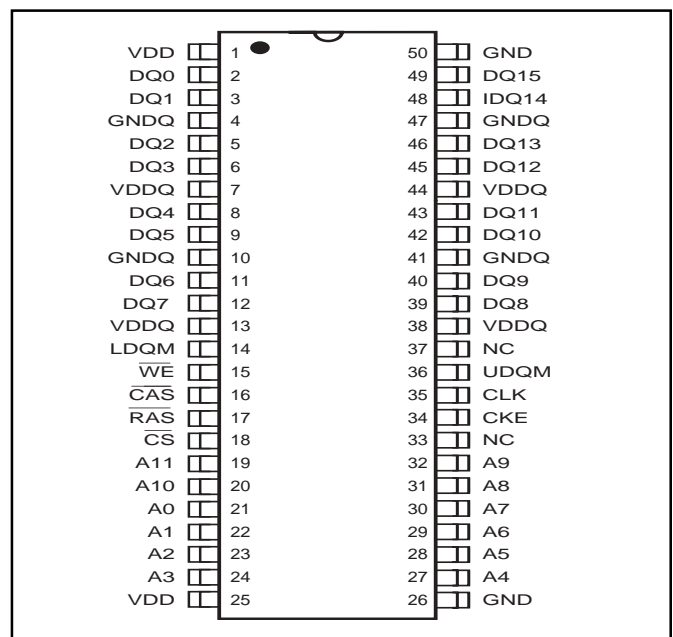 VDD 1 50 GND
DQ0 2 49 DQ15
DQ1 3 48 IDQ14
GNDQ 4 47 GNDQ
DQ2 5 46 DQ13
DQ3 6 45 DQ12
VDDQ 7 44 VDDQ
DQ4 8 43 DQ11
DQ5 9 42 DQ10
GNDQ 10 41 GNDQ
DQ6 11 40 DQ9
DQ7 12 39 DQ8
VDDQ 13 38 VDDQ
LDQM 14 37 NC
W̅E̅ 15 36 UDQM
C̅A̅S̅ 16 35 CLK
R̅A̅S̅ 17 34 CKE
C̅S̅ 18 33 NC
A11 19 32 A9
A10 20 31 A8
A0 21 30 A7
A1 22 29 A6
A2 23 28 A5
A3 24 27 A4
VDD 25 26 GND